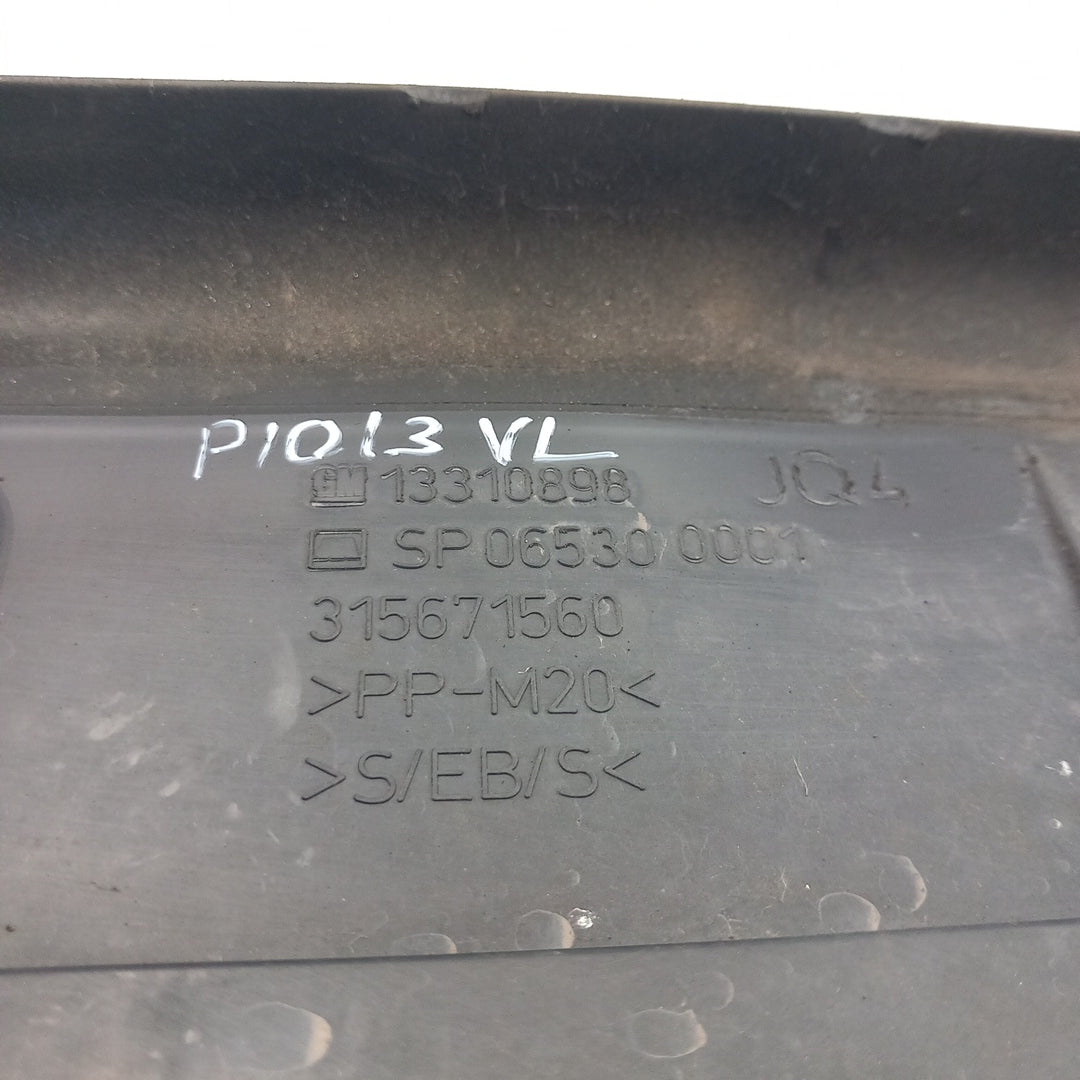 P1013 VL
GM 13310898 JQ4
SP 06530 0001
315671560
>PP-M20<
>S/EB/S<